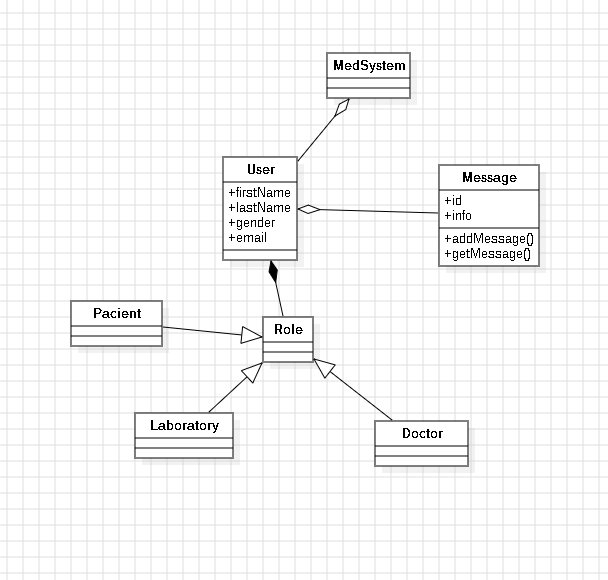 MedSystem
User
+firstName
+lastName
+gender
+email
Message
+id
+info
+addMessage()
+getMessage()
Pacient
Role
Laboratory
Doctor